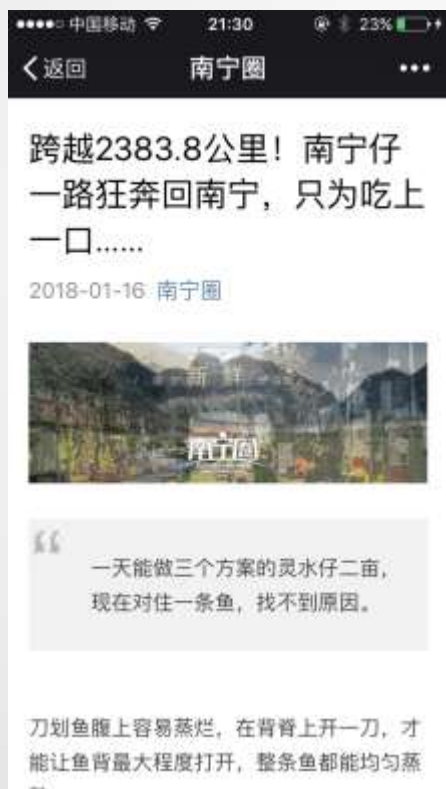 中国移动 21:30 23%
返回 南宁圈
跨越2383.8公里！南宁仔
一路狂奔回南宁，只为吃上
一口……
2018-01-16 南宁圈
南宁圈
一天能做三个方案的灵水仔二亩，
现在对住一条鱼，找不到原因。
刀划鱼腹上容易蒸烂，在背脊上开一刀，才
能让鱼背最大程度打开，整条鱼都能均匀蒸